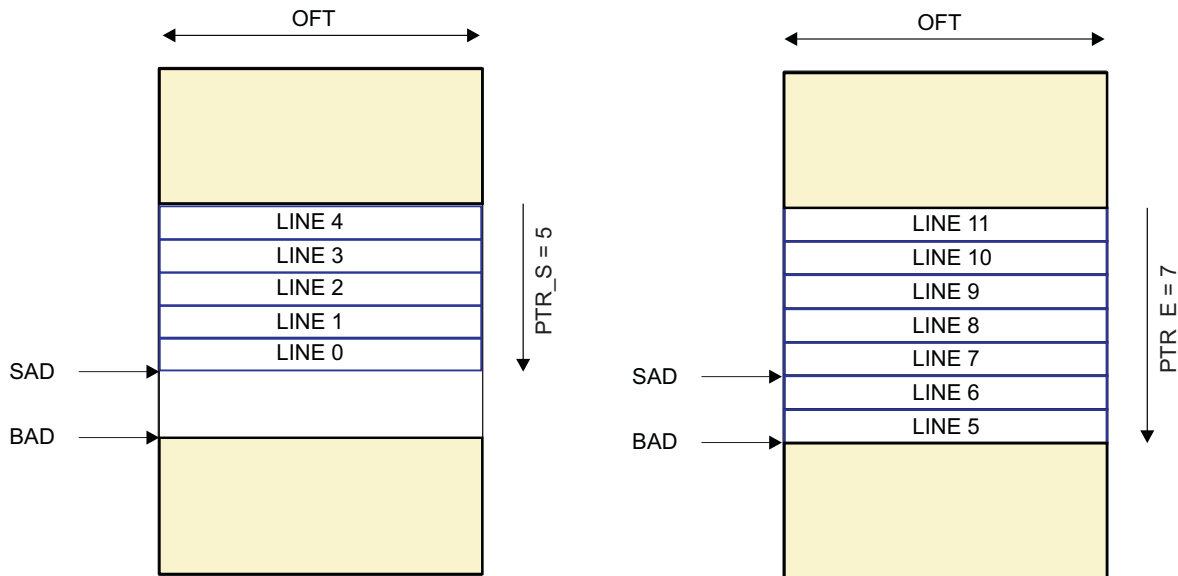 OFT
LINE 4
LINE 3
LINE 2
LINE 1
LINE 0
PTR_S = 5
SAD
BAD
OFT
LINE 11
LINE 10
LINE 9
LINE 8
LINE 7
LINE 6
LINE 5
PTR_E = 7
SAD
BAD